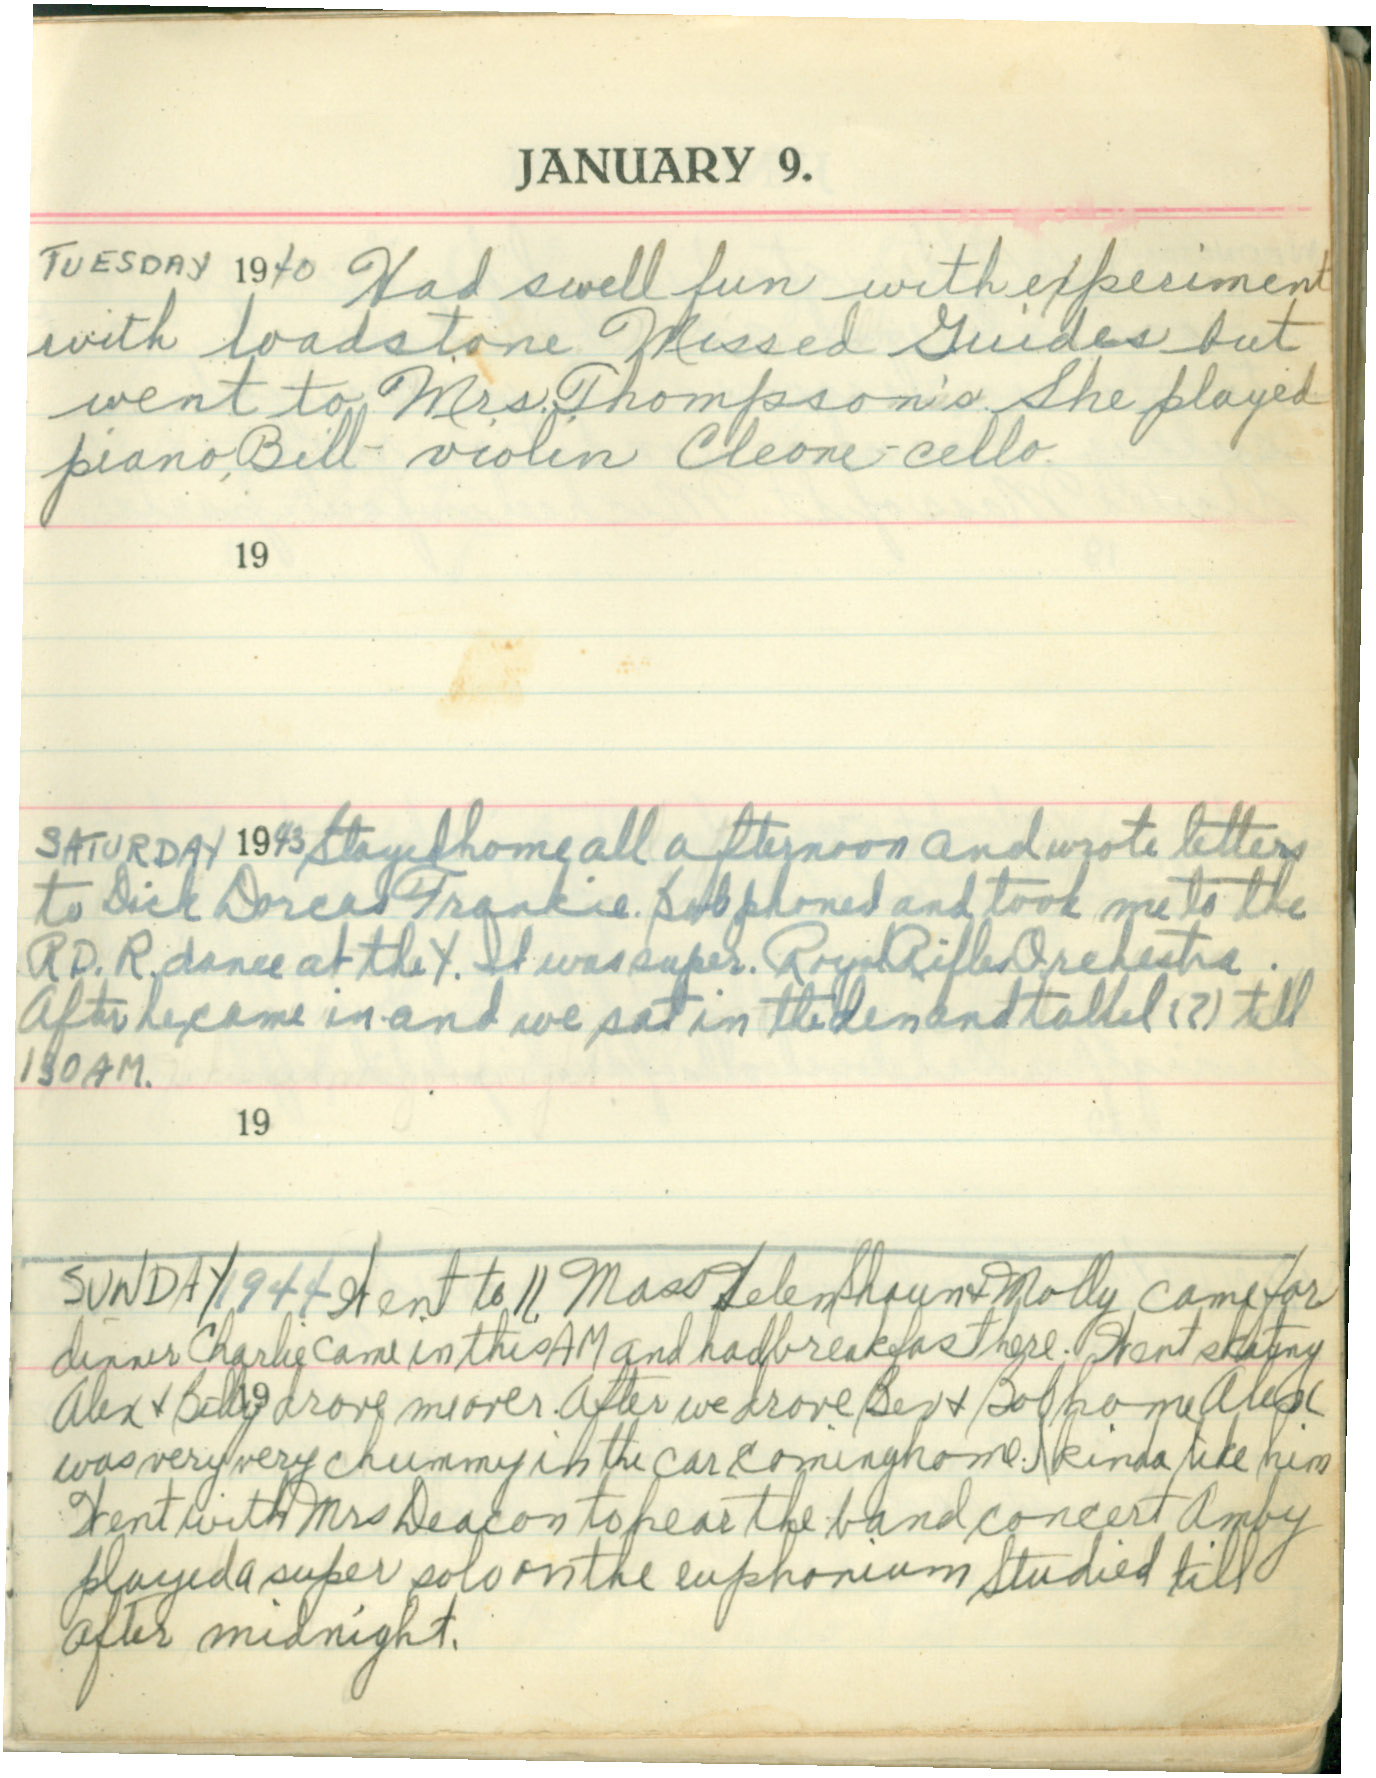 JANUARY 9.
TUESDAY 1940 Had swell fun with experiment
with loadstone Missed Guides but
went to Mrs. Thompson's. She played
piano, Bill - violin Cleone - cello.
19
SATURDAY 1943 Stayed home all afternoon and wrote letters
to Dick Dorcas Frankie. Bob phoned and took me to the
R.D.R. dance at the Y. It was super. Royal Rifles Orchestra.
After he came in and we sat in the den and talked (?) till
130 AM.
19
SUNDAY 1944 Went to 11 Mass Helen Shaun & Molly came for
dinner Charlie came in this AM and had breakfast here. Went skating
19
Alex & Billy drove me over. After we drove Bev & Bob home Alex
was very very chummy in the car coming home. I kinda like him
Went with Mrs Deacon to hear the band concert Amby
played a super solo on the euphonium Studied till
after midnight.